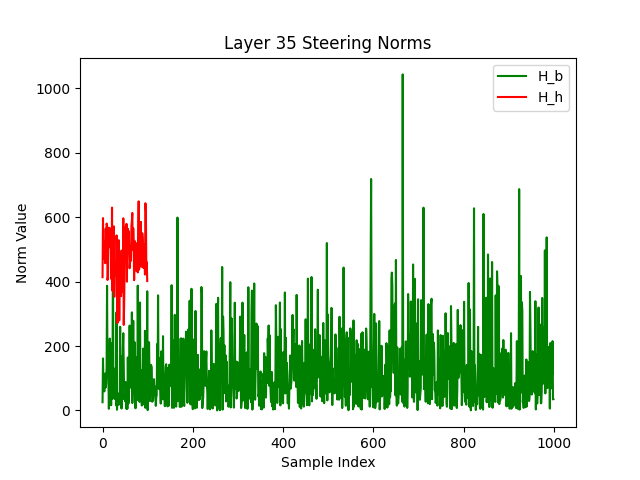 Layer 35 Steering Norms
H_b
H_h
Norm Value
1000
800
600
400
200
0
0 200 400 600 800 1000
Sample Index